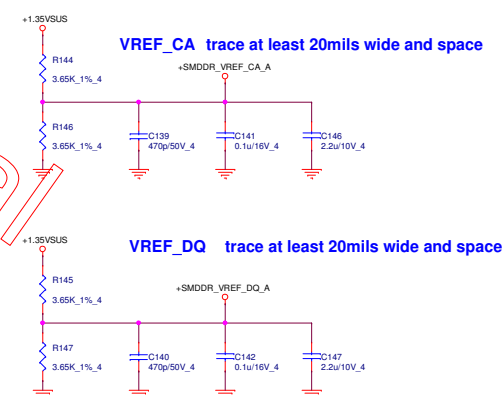 +1.35VSUS
VREF_CA trace at least 20mils wide and space
R144
3.65K_1%_4
+SMDDR_VREF_CA_A
R146
3.65K_1%_4
C139
470p/50V_4
C141
0.1u/16V_4
C146
2.2u/10V_4
+1.35VSUS
VREF_DQ trace at least 20mils wide and space
R145
3.65K_1%_4
+SMDDR_VREF_DQ_A
R147
3.65K_1%_4
C140
470p/50V_4
C142
0.1u/16V_4
C147
2.2u/10V_4